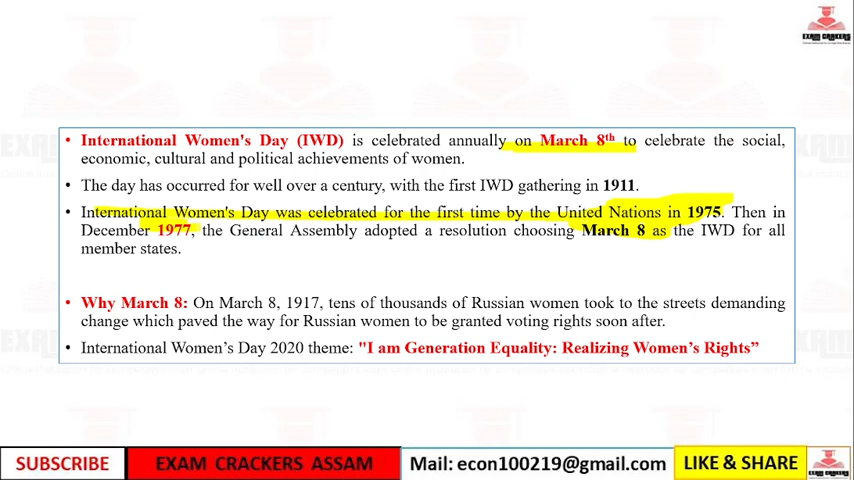 EXAM CRACKERS
• International Women's Day (IWD) is celebrated annually on March 8th to celebrate the social,
economic, cultural and political achievements of women.
• The day has occurred for well over a century, with the first IWD gathering in 1911.
• International Women's Day was celebrated for the first time by the United Nations in 1975. Then in
December 1977, the General Assembly adopted a resolution choosing March 8 as the IWD for all
member states.
• Why March 8: On March 8, 1917, tens of thousands of Russian women took to the streets demanding
change which paved the way for Russian women to be granted voting rights soon after.
• International Women’s Day 2020 theme: "I am Generation Equality: Realizing Women’s Rights”
SUBSCRIBE
EXAM CRACKERS ASSAM
Mail: econ100219@gmail.com
LIKE & SHARE
EXAM CRACKERS